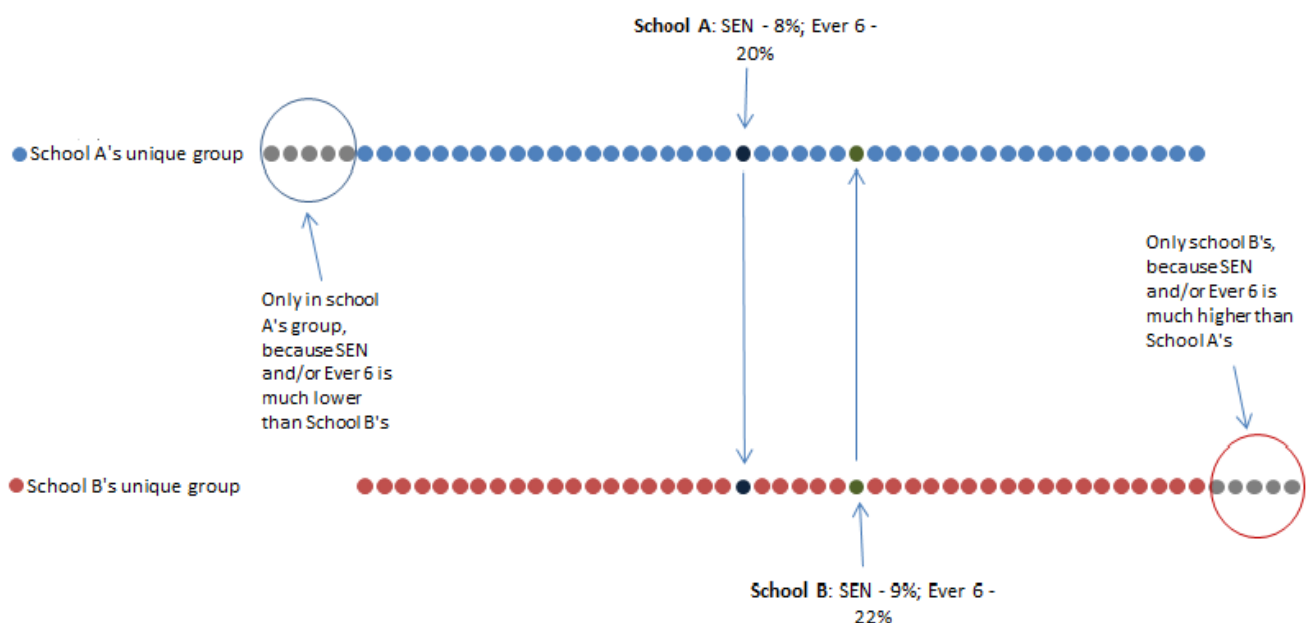 School A: SEN - 8%; Ever 6 -
20%
School A's unique group
Only in school
A's group,
because SEN
and/or Ever 6 is
much lower
than School B's
Only school B's,
because SEN
and/or Ever 6 is
much higher than
School A's
School B's unique group
School B: SEN - 9%; Ever 6 -
22%